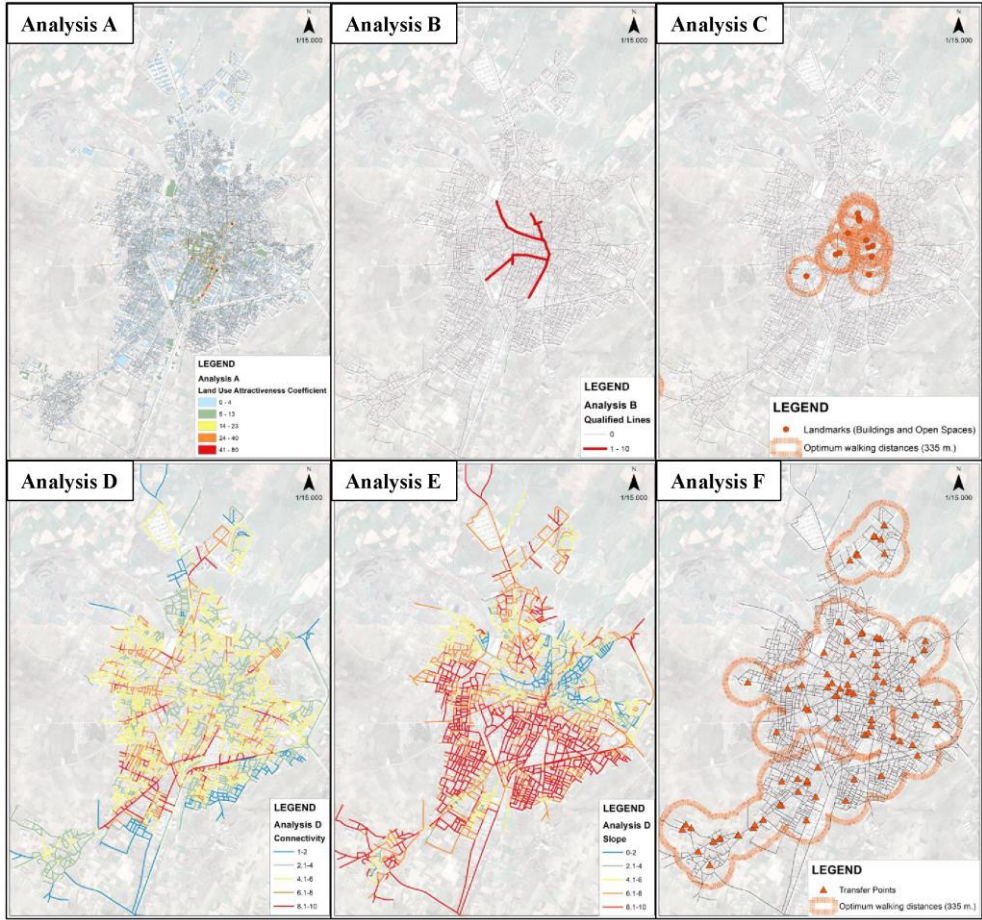 Analysis A
N
1/15.000
LEGEND
Analysis A
Land Use Attractiveness Coefficient
0 - 4
5 - 13
14 - 23
24 - 40
41 - 80
Analysis B
N
1/15.000
LEGEND
Analysis B
Qualified Lines
0
1 - 10
Analysis C
N
1/15.000
LEGEND
Landmarks (Buildings and Open Spaces)
Optimum walking distances (335 m.)
Analysis D
N
1/15.000
LEGEND
Analysis D
Connectivity
1-2
2.1-4
4.1-6
6.1-8
8.1-10
Analysis E
N
1/15.000
LEGEND
Analysis D
Slope
0-2
2.1-4
4.1-6
6.1-8
8.1-10
Analysis F
N
1/15.000
LEGEND
Transfer Points
Optimum walking distances (335 m.)